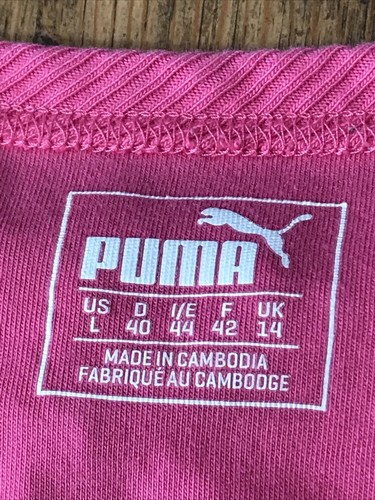 PUMA
US D I/E F UK
L 40 44 42 14
MADE IN CAMBODIA
FABRIQUÉ AU CAMBODGE